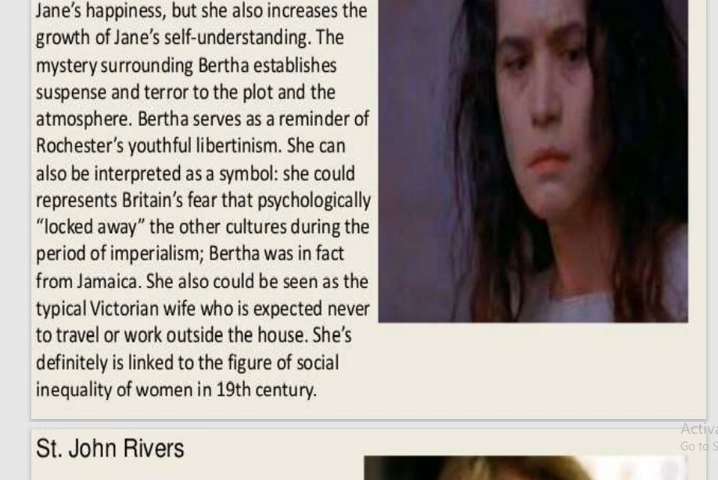 Jane's happiness, but she also increases the
growth of Jane's self-understanding. The
mystery surrounding Bertha establishes
suspense and terror to the plot and the
atmosphere. Bertha serves as a reminder of
Rochester's youthful libertinism. She can
also be interpreted as a symbol: she could
represents Britain's fear that psychologically
“locked away” the other cultures during the
period of imperialism; Bertha was in fact
from Jamaica. She also could be seen as the
typical Victorian wife who is expected never
to travel or work outside the house. She's
definitely is linked to the figure of social
inequality of women in 19th century.
St. John Rivers
Activa
Go to S